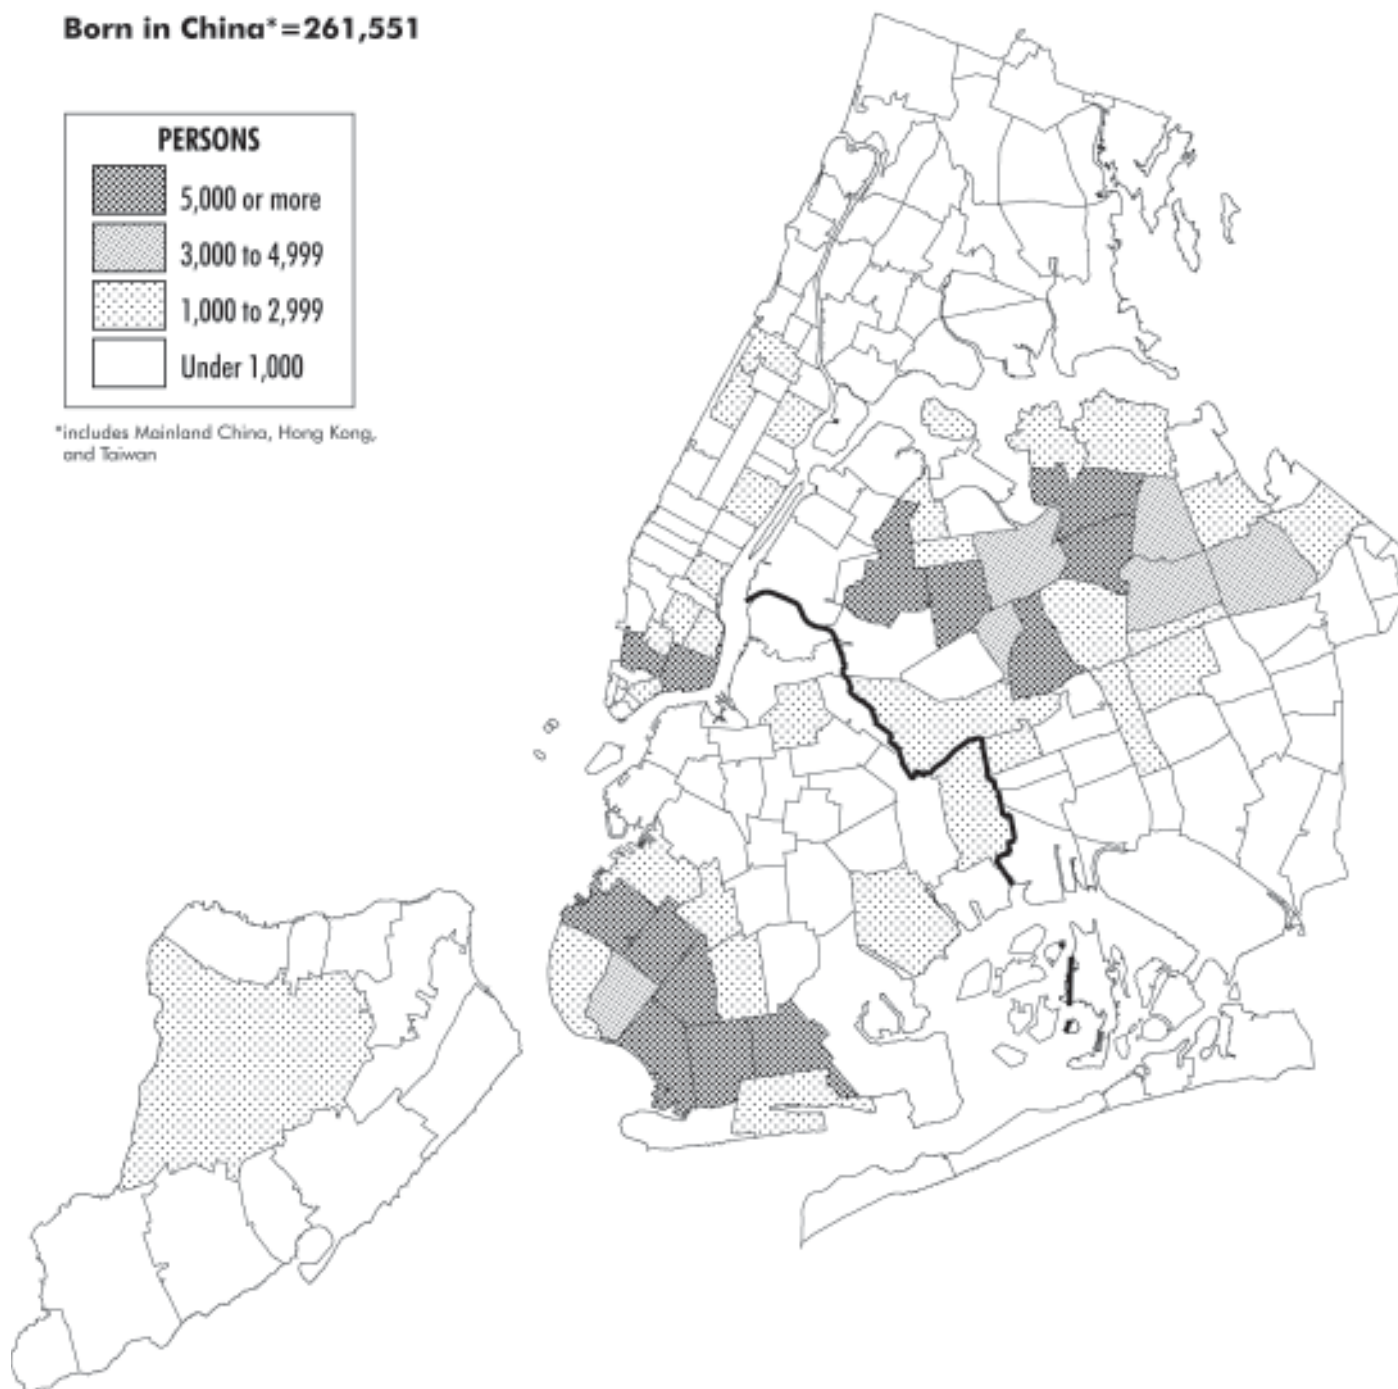 Born in China*=261,551
PERSONS
5,000 or more
3,000 to 4,999
1,000 to 2,999
Under 1,000
*includes Mainland China, Hong Kong,
and Taiwan